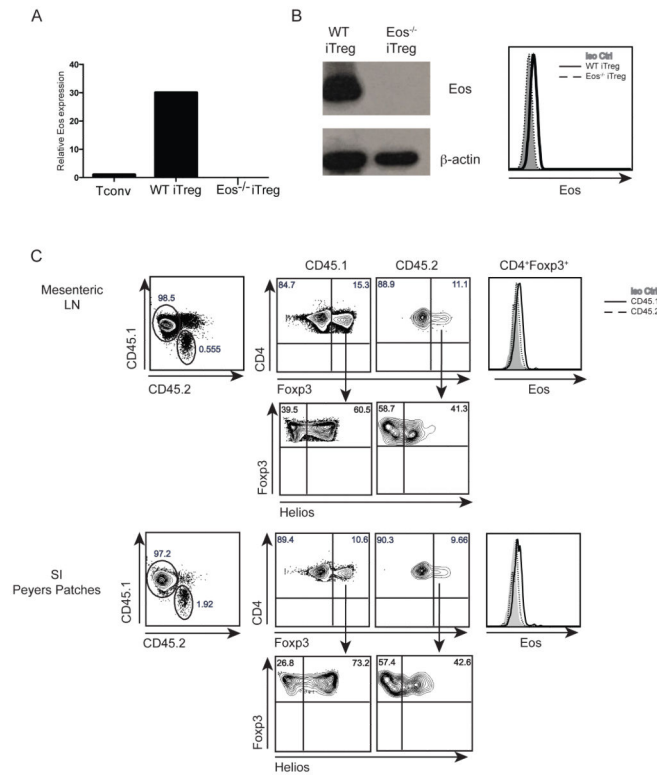 A
Relative Eos expression
40
30
20
10
0
Tconv
WT iTreg
Eos-/- iTreg
B
WT iTreg
Eos-/- iTreg
Eos
β-actin
Iso Ctrl
WT iTreg
Eos-/- iTreg
Eos
C
Mesenteric LN
98.5
0.555
CD45.1
CD45.2
CD45.1
84.7
15.3
CD45.2
88.9
11.1
CD4
Foxp3
CD4+Foxp3+
Iso Ctrl
CD45.1
CD45.2
Eos
39.5
60.5
58.7
41.3
Foxp3
Helios
SI Peyers Patches
97.2
1.92
CD45.1
CD45.2
89.4
10.6
90.3
9.66
CD4
Foxp3
Eos
26.8
73.2
57.4
42.6
Foxp3
Helios